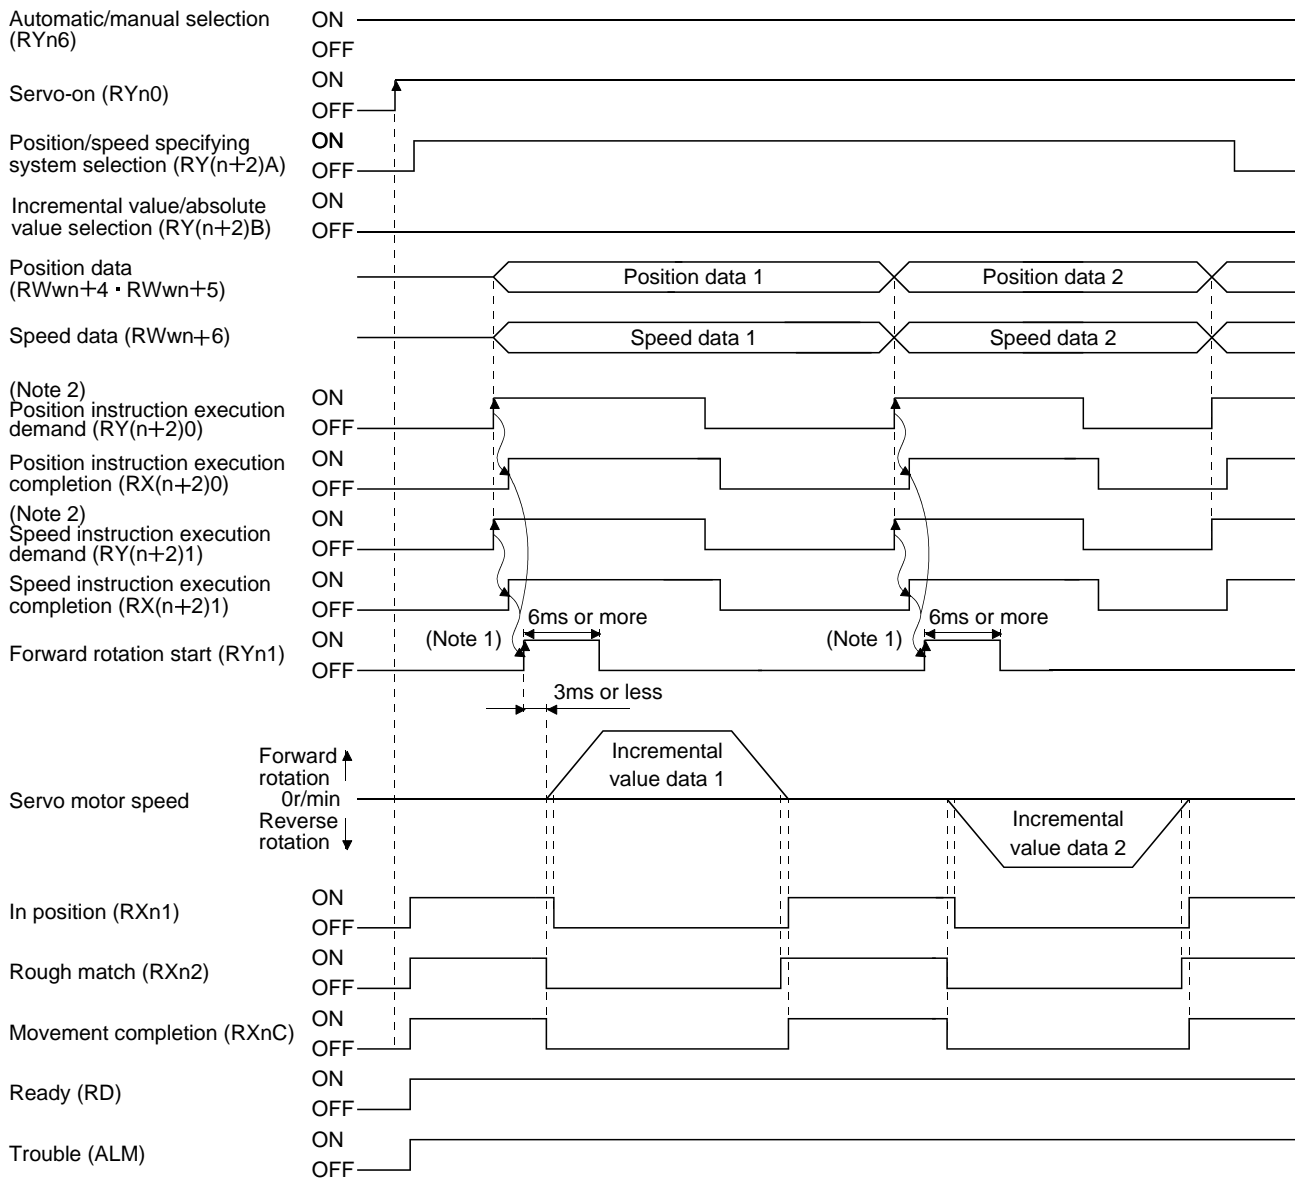 Automatic/manual selection
(RYn6)
ON
OFF
Servo-on (RYn0)
ON
OFF
Position/speed specifying
system selection (RY(n+2)A)
ON
OFF
Incremental value/absolute
value selection (RY(n+2)B)
ON
OFF
Position data
(RWwn+4 · RWwn+5)
Position data 1
Position data 2
Speed data (RWwn+6)
Speed data 1
Speed data 2
(Note 2)
Position instruction execution
demand (RY(n+2)0)
ON
OFF
Position instruction execution
completion (RX(n+2)0)
ON
OFF
(Note 2)
Speed instruction execution
demand (RY(n+2)1)
ON
OFF
Speed instruction execution
completion (RX(n+2)1)
ON
OFF
Forward rotation start (RYn1)
ON
OFF
(Note 1)
6ms or more
(Note 1)
6ms or more
3ms or less
Servo motor speed
Forward
rotation
0r/min
Reverse
rotation
Incremental
value data 1
Incremental
value data 2
In position (RXn1)
ON
OFF
Rough match (RXn2)
ON
OFF
Movement completion (RXnC)
ON
OFF
Ready (RD)
ON
OFF
Trouble (ALM)
ON
OFF